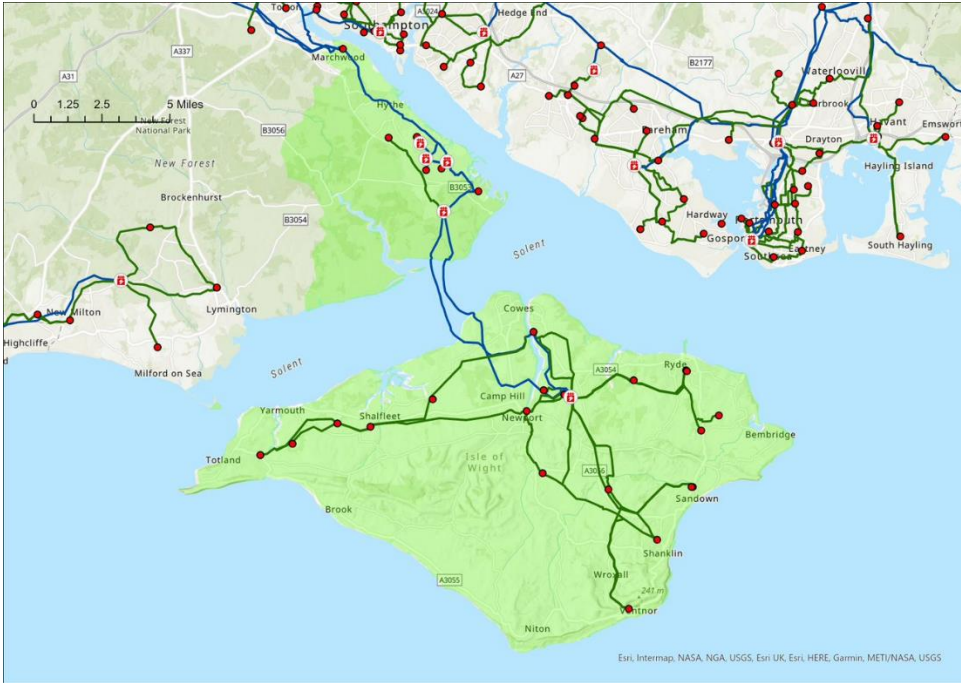 Hedge End
A3024
Southampton
A337
Marchwood
A31
A27
B2177
0 1.25 2.5 5 Miles
Hythe
New Forest
National Park
B3056
Fareham
Drayton
Havant
Emsworth
New Forest
Hayling Island
Brockenhurst
B3053
B3054
Hardway
Portsmouth
Gosport
Southsea
Eastney
South Hayling
Solent
New Milton
Lymington
Cowes
Highcliffe
d
Milford on Sea
Solent
A3054
Ryde
Camp Hill
Yarmouth
Shalfleet
Newport
Bembridge
Isle of
Wight
Totland
A3056
Sandown
Brook
Shanklin
A3055
Wroxall
241 m
Ventnor
Niton
Esri, Intermap, NASA, NGA, USGS, Esri UK, Esri, HERE, Garmin, METI/NASA, USGS